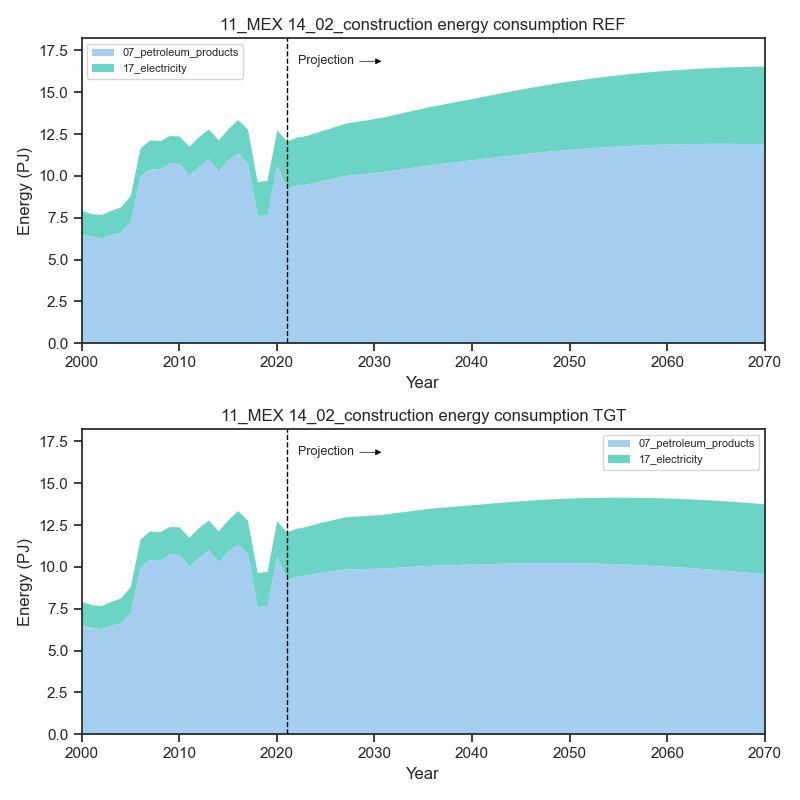 11_MEX 14_02_construction energy consumption REF
07_petroleum_products
17_electricity
Projection
17.5
15.0
12.5
10.0
7.5
5.0
2.5
0.0
Energy (PJ)
2000 2010 2020 2030 2040 2050 2060 2070
Year
11_MEX 14_02_construction energy consumption TGT
Projection
07_petroleum_products
17_electricity
17.5
15.0
12.5
10.0
7.5
5.0
2.5
0.0
Energy (PJ)
2000 2010 2020 2030 2040 2050 2060 2070
Year